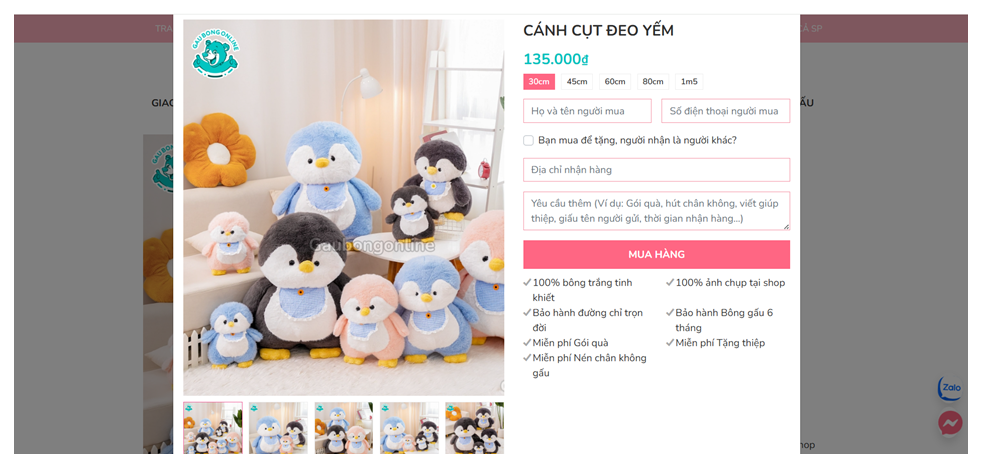 TRA
CẢ SP
GAUBONGONLINE
CÁNH CỤT ĐEO YẾM
135.000₫
30cm 45cm 60cm 80cm 1m5
Họ và tên người mua Số điện thoại người mua
Bạn mua để tặng, người nhận là người khác?
GIAO
ẤU
Địa chỉ nhận hàng
Yêu cầu thêm (Ví dụ: Gói quà, hút chân không, viết giúp
thiệp, giấu tên người gửi, thời gian nhận hàng...)
Gaubongonline
MUA HÀNG
100% bông trắng tinh
khiết
100% ảnh chụp tại shop
Bảo hành đường chỉ trọn
đời
Bảo hành Bông gấu 6
tháng
Miễn phí Gói quà
Miễn phí Tặng thiệp
Miễn phí Nén chân không
gấu
Zalo
hop